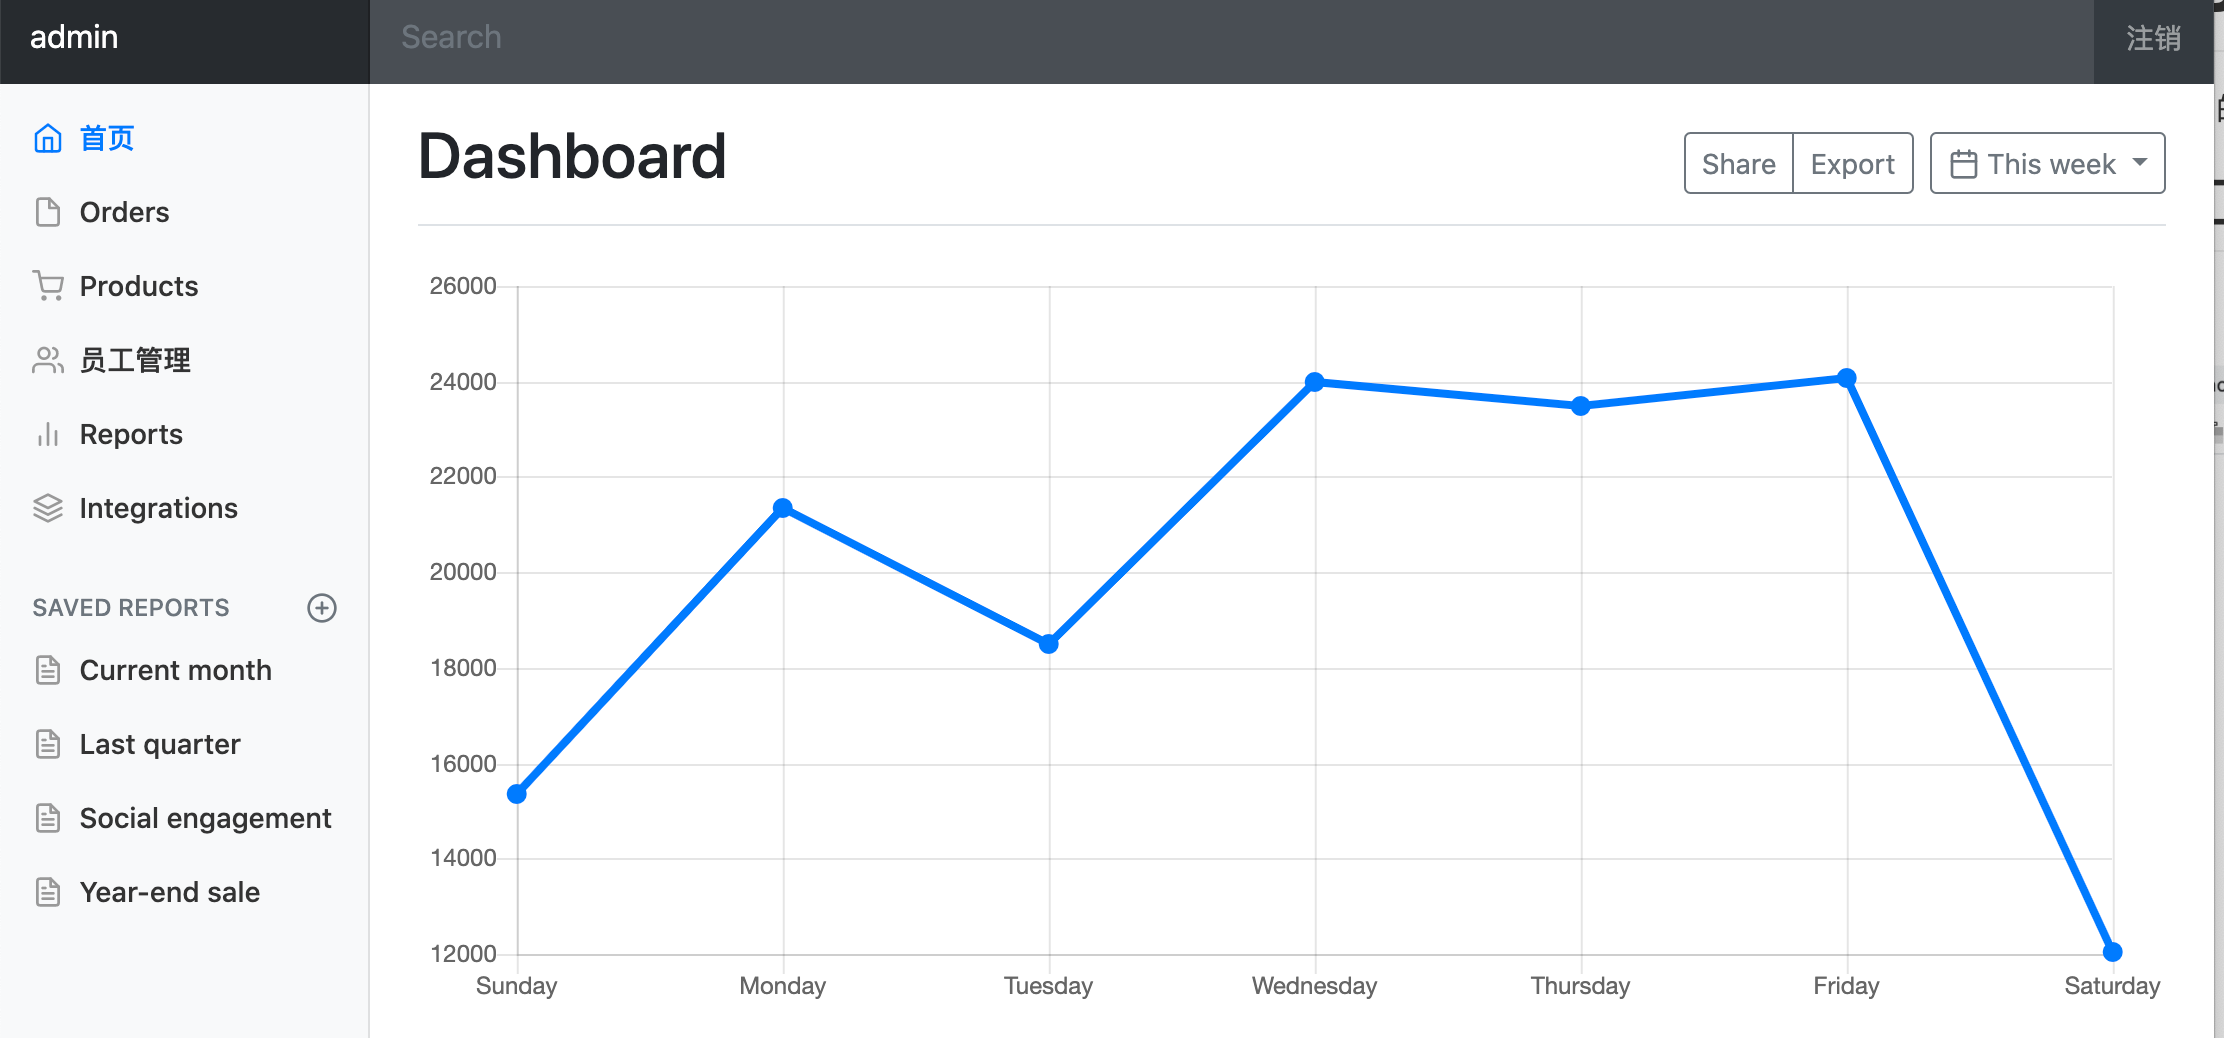 admin
Search
注销
首页
Orders
Products
员工管理
Reports
Integrations
SAVED REPORTS
Current month
Last quarter
Social engagement
Year-end sale
Dashboard
Share
Export
This week
26000
24000
22000
20000
18000
16000
14000
12000
Sunday Monday Tuesday Wednesday Thursday Friday Saturday